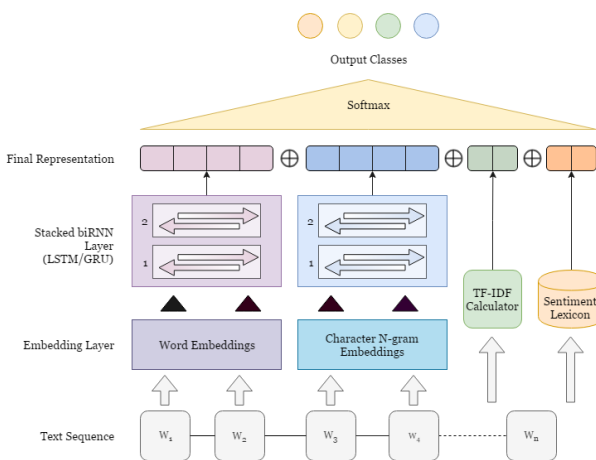 Output Classes
Softmax
Final Representation
Stacked biRNN
Layer
(LSTM/GRU)
2
1
2
1
TF-IDF
Calculator
Sentiment
Lexicon
Embedding Layer
Word Embeddings
Character N-gram
Embeddings
Text Sequence
W1
W2
W3
W4
Wn